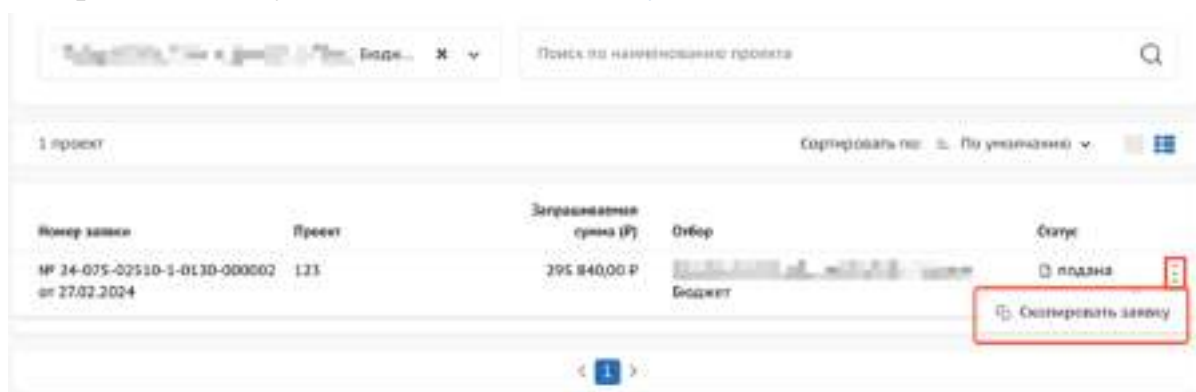 Бюдж...
Поиск по наименованию проекта
1 проект
Сортировать по: По умолчанию
Номер заявки Проект Запрашиваемая сумма (₽) Отбор Статус
№ 24-075-02510-1-0130-000002 123 295 840,00 ₽ подана
от 27.02.2024 Бюджет
Скопировать заявку
< 1 >